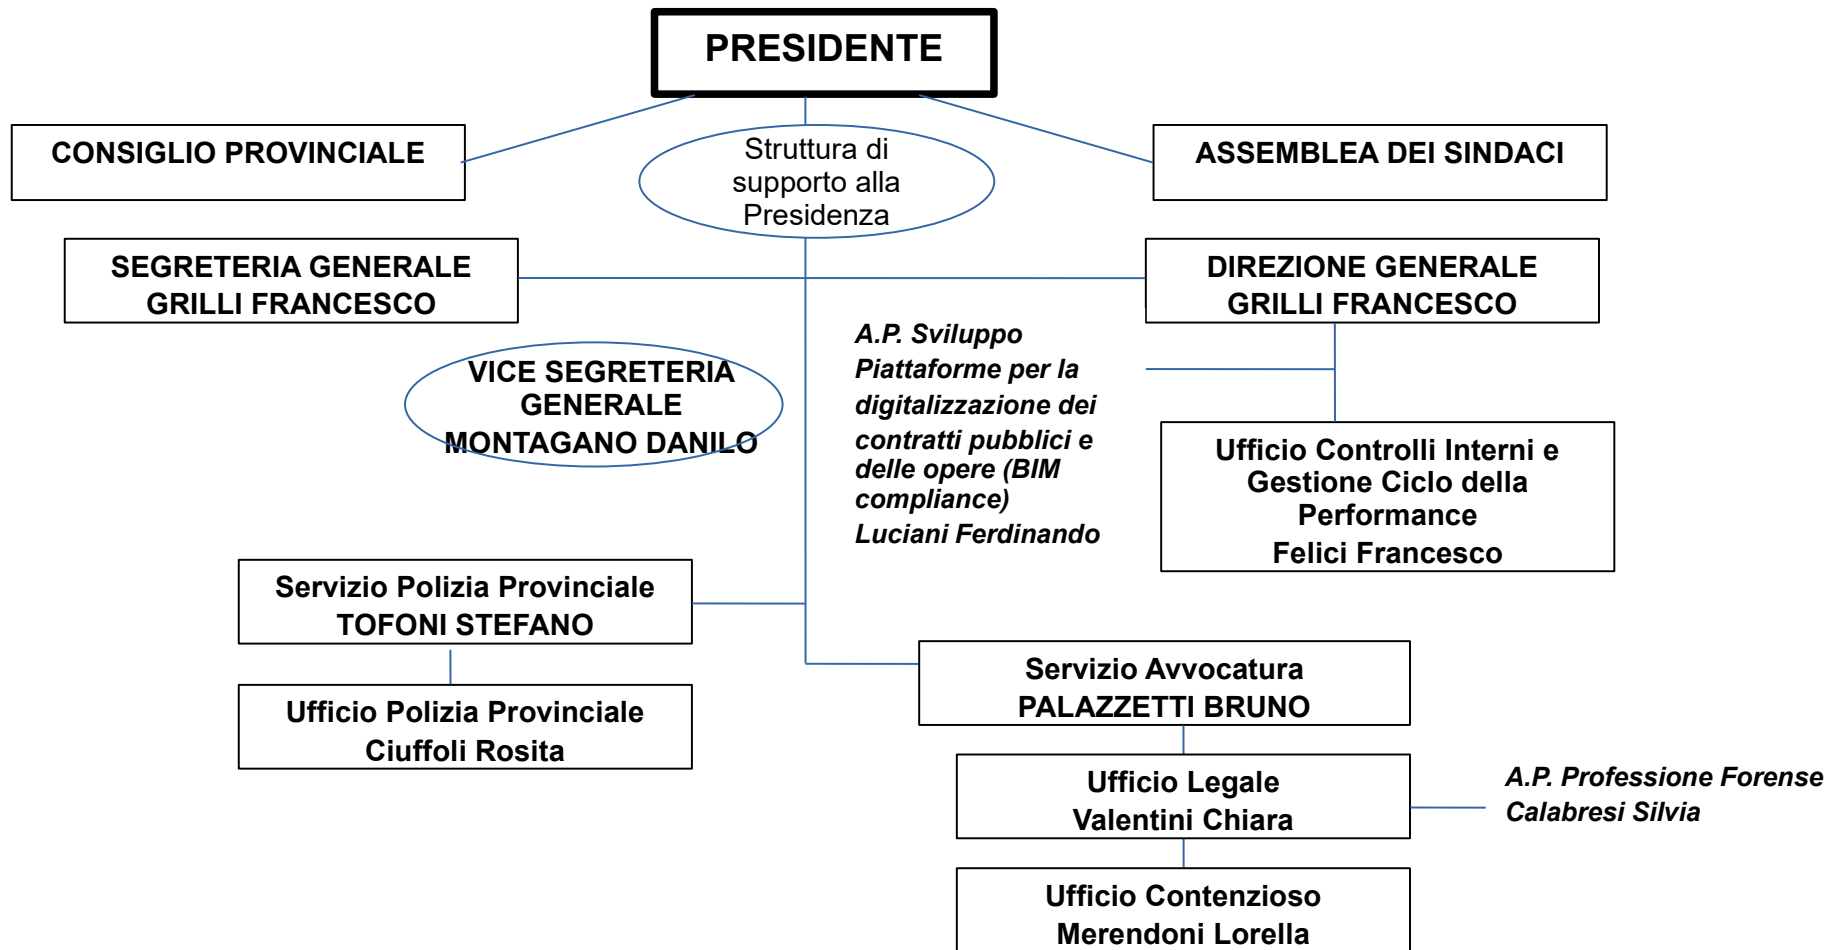 PRESIDENTE
CONSIGLIO PROVINCIALE
Struttura di
supporto alla
Presidenza
ASSEMBLEA DEI SINDACI
SEGRETERIA GENERALE
GRILLI FRANCESCO
DIREZIONE GENERALE
GRILLI FRANCESCO
VICE SEGRETERIA
GENERALE
MONTAGANO DANILO
A.P. Sviluppo
Piattaforme per la
digitalizzazione dei
contratti pubblici e
delle opere (BIM
compliance)
Luciani Ferdinando
Ufficio Controlli Interni e
Gestione Ciclo della
Performance
Felici Francesco
Servizio Polizia Provinciale
TOFONI STEFANO
Ufficio Polizia Provinciale
Ciuffoli Rosita
Servizio Avvocatura
PALAZZETTI BRUNO
Ufficio Legale
Valentini Chiara
A.P. Professione Forense
Calabresi Silvia
Ufficio Contenzioso
Merendoni Lorella